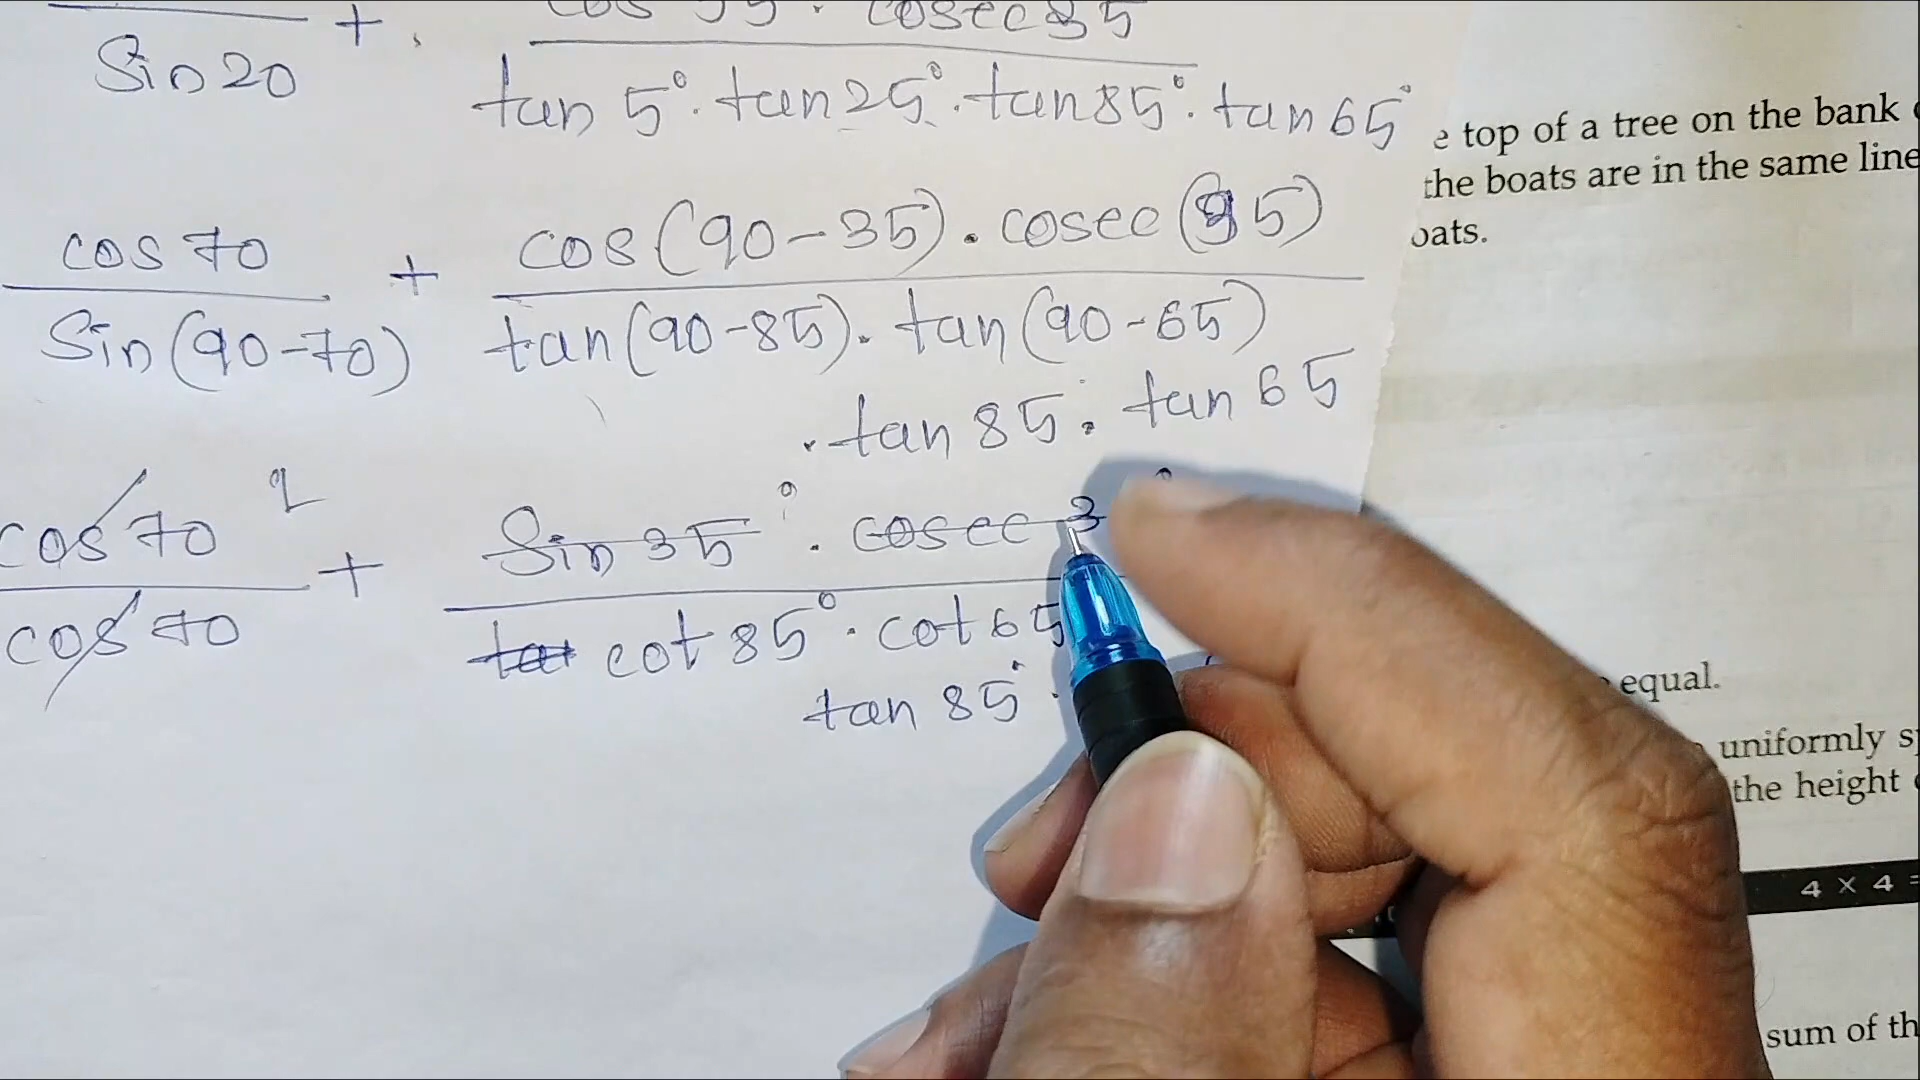 Sin 20 + cos 55 . cosec 35
tan 5° . tan 25° . tan 85° . tan 65°
cos 70 + cos (90 - 35) . cosec (35)
Sin (90-70) tan (90-85) . tan (90-65)
. tan 85 . tan 65
cos 70 + Sin 35° . cosec 3
cos 70 cot 85° . cot 65
tan 85° .
e top of a tree on the bank
the boats are in the same line
oats.
equal.
uniformly
the height
4 × 4 =
sum of th